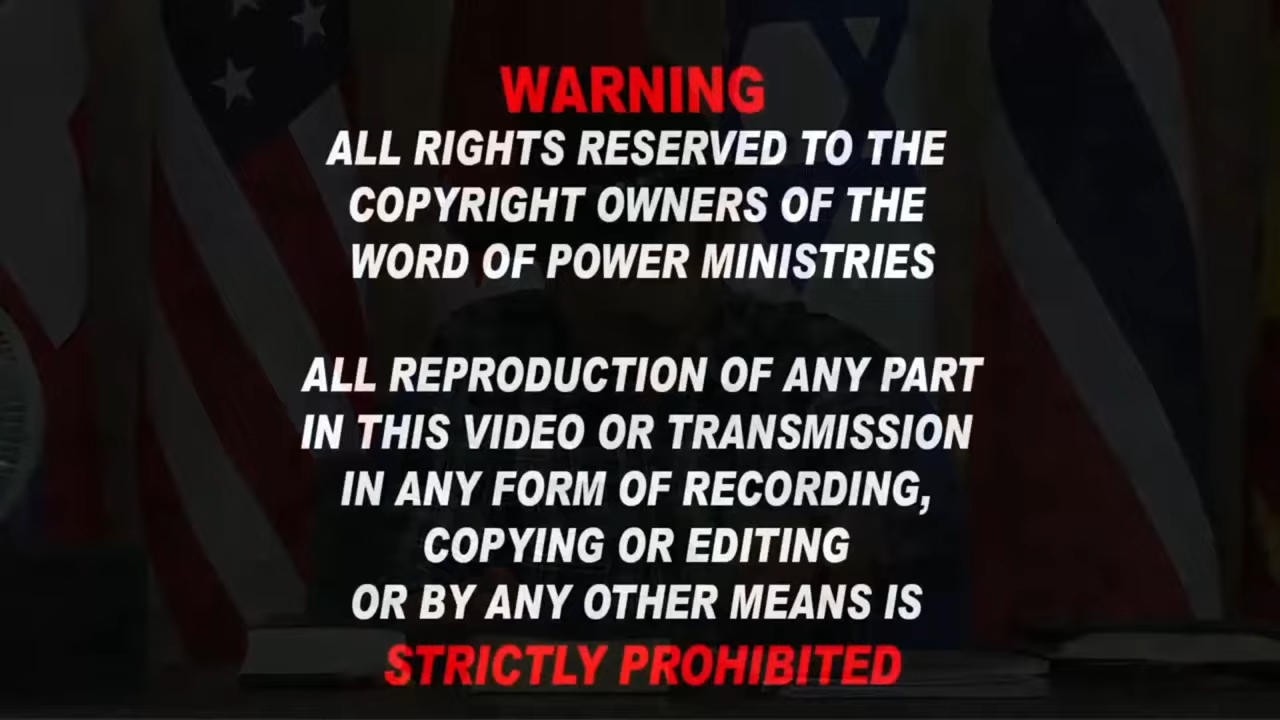 WARNING
ALL RIGHTS RESERVED TO THE
COPYRIGHT OWNERS OF THE
WORD OF POWER MINISTRIES
ALL REPRODUCTION OF ANY PART
IN THIS VIDEO OR TRANSMISSION
IN ANY FORM OF RECORDING,
COPYING OR EDITING
OR BY ANY OTHER MEANS IS
STRICTLY PROHIBITED